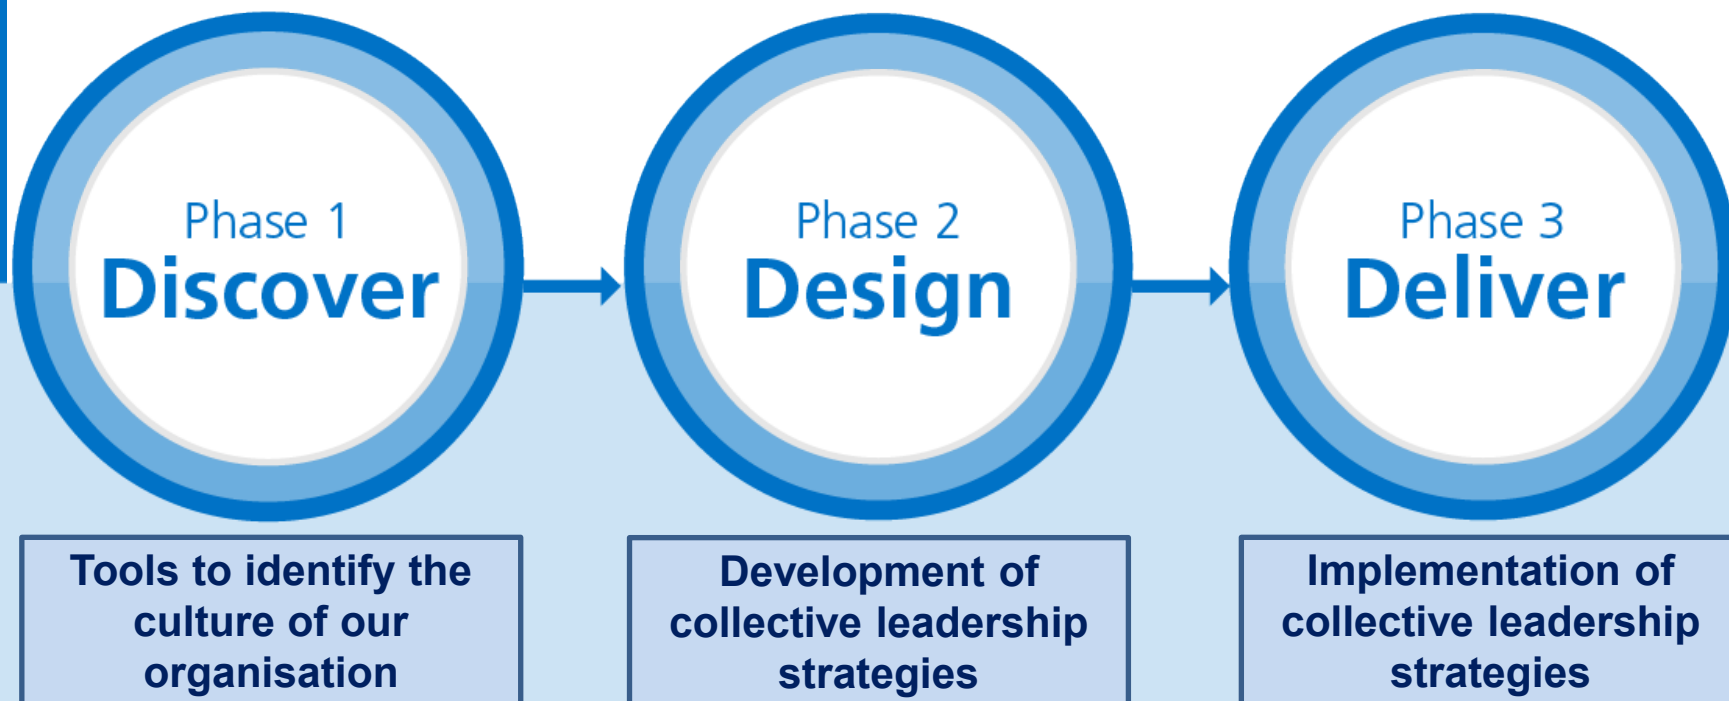 Phase 1
Discover
Phase 2
Design
Phase 3
Deliver
Tools to identify the
culture of our
organisation
Development of
collective leadership
strategies
Implementation of
collective leadership
strategies